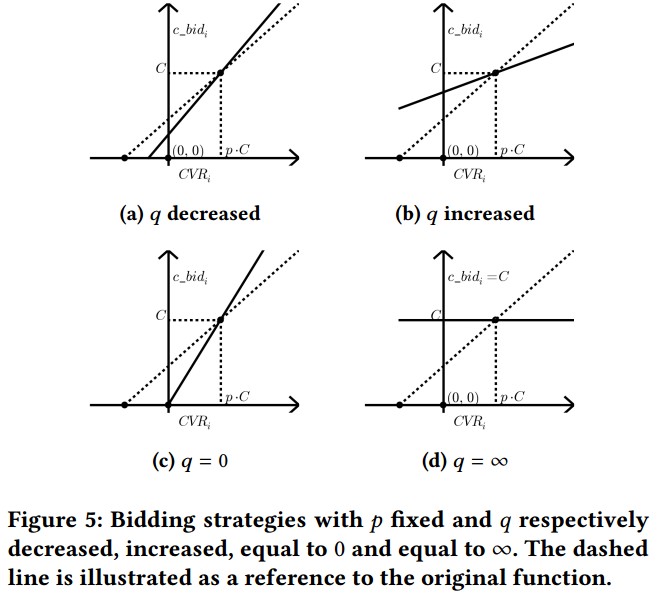 c_bid_i
c_bid_i
C
C
(0, 0)
p·C
(0, 0)
p·C
CVR_i
CVR_i
(a) q decreased
(b) q increased
c_bid_i
c_bid_i = C
C
C
p·C
(0, 0)
p·C
CVR_i
CVR_i
(c) q = 0
(d) q = ∞
Figure 5: Bidding strategies with p fixed and q respectively
decreased, increased, equal to 0 and equal to ∞. The dashed
line is illustrated as a reference to the original function.